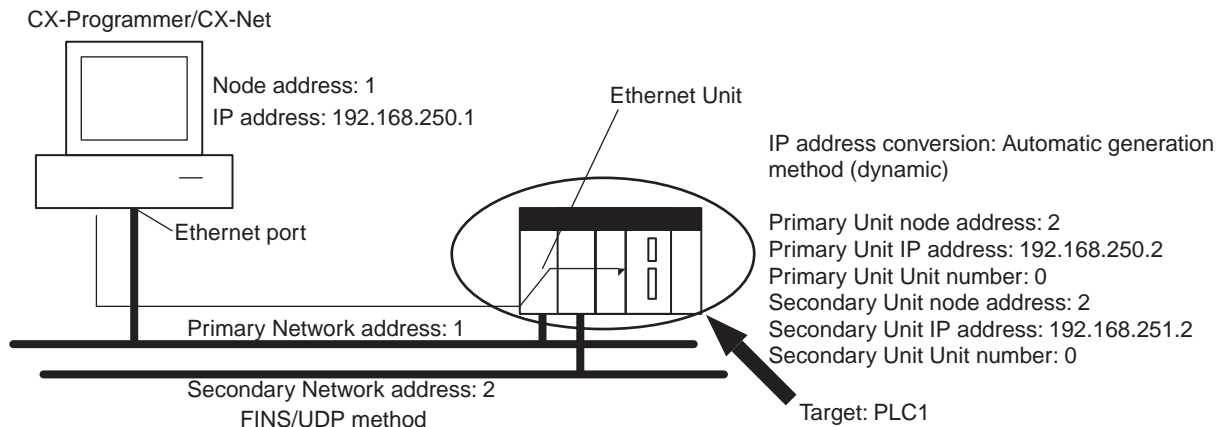 CX-Programmer/CX-Net
Node address: 1
IP address: 192.168.250.1
Ethernet Unit
Ethernet port
IP address conversion: Automatic generation
method (dynamic)
Primary Unit node address: 2
Primary Unit IP address: 192.168.250.2
Primary Unit Unit number: 0
Secondary Unit node address: 2
Secondary Unit IP address: 192.168.251.2
Secondary Unit Unit number: 0
Primary Network address: 1
Secondary Network address: 2
FINS/UDP method
Target: PLC1